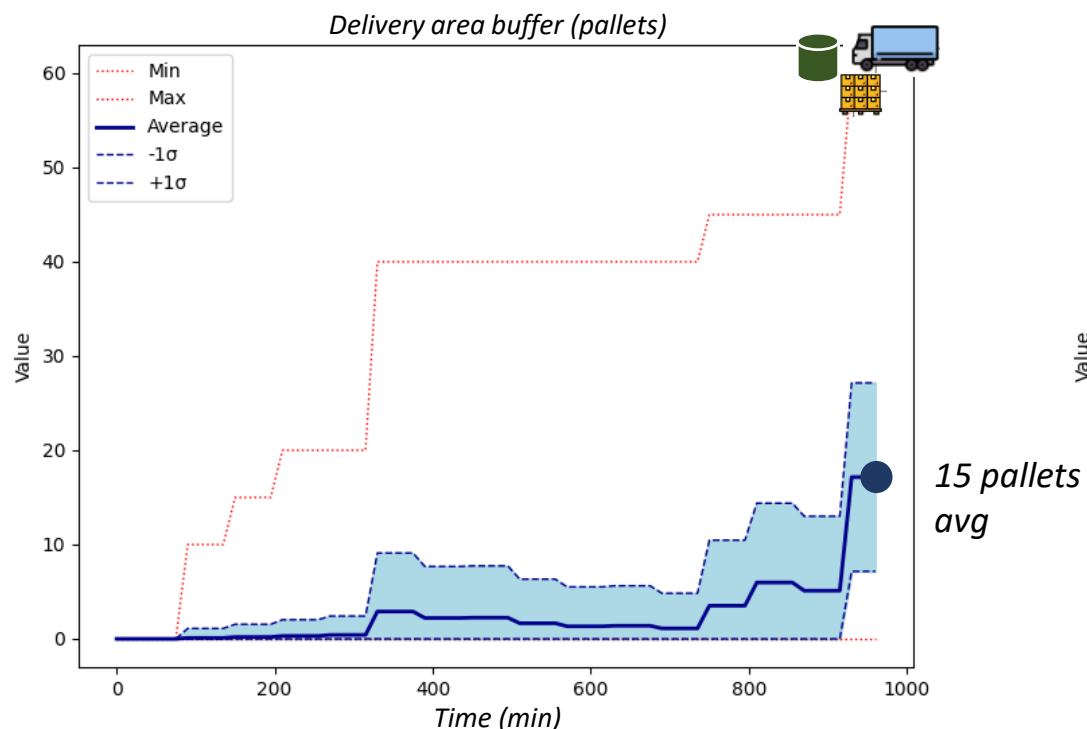 Delivery area buffer (pallets)
Min
Max
Average
-1σ
+1σ
60
50
40
30
20
10
0
Value
0
200
400
600
800
1000
Time (min)
15 pallets
avg
Value